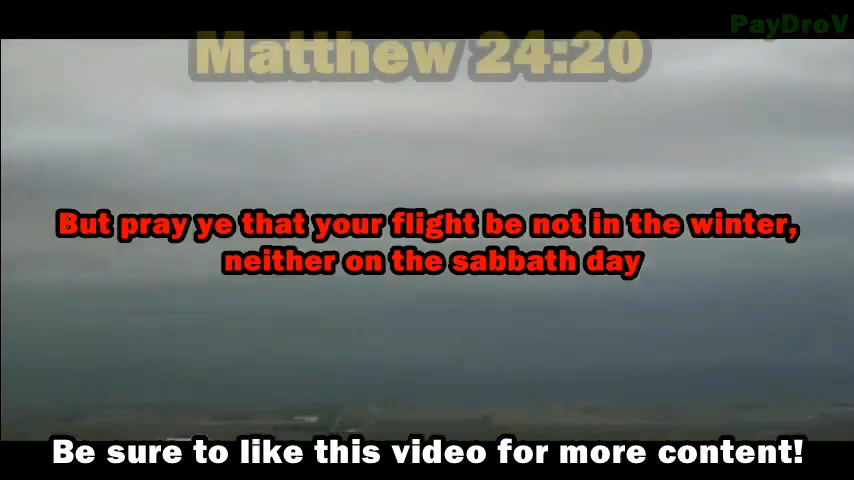 PayDroV
Matthew 24:20
But pray ye that your flight be not in the winter,
neither on the sabbath day
Be sure to like this video for more content!